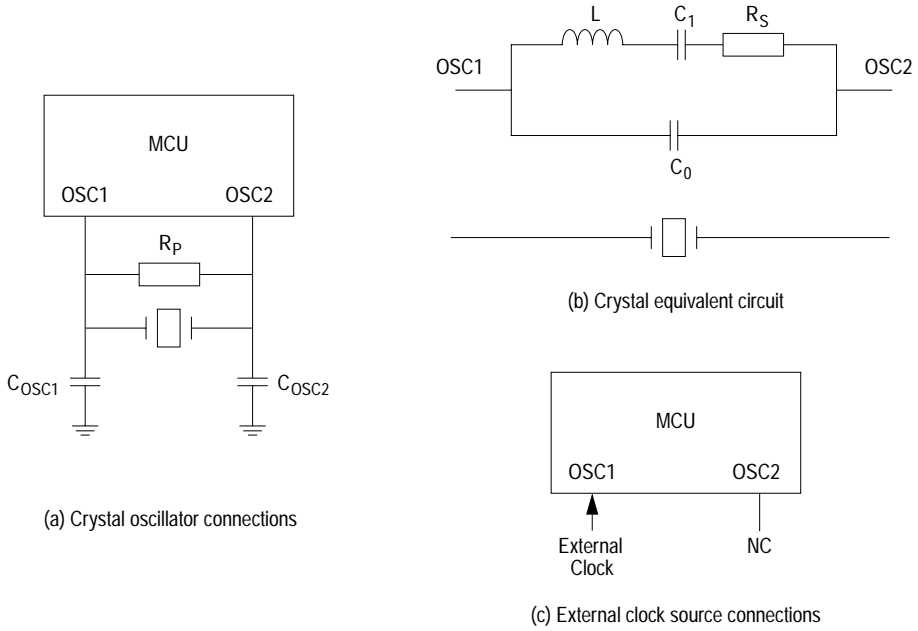 MCU
OSC1 OSC2
R_P
C_OSC1 C_OSC2
(a) Crystal oscillator connections
L C_1 R_S
OSC1 OSC2
C_0
(b) Crystal equivalent circuit
MCU
OSC1 OSC2
External
Clock
NC
(c) External clock source connections